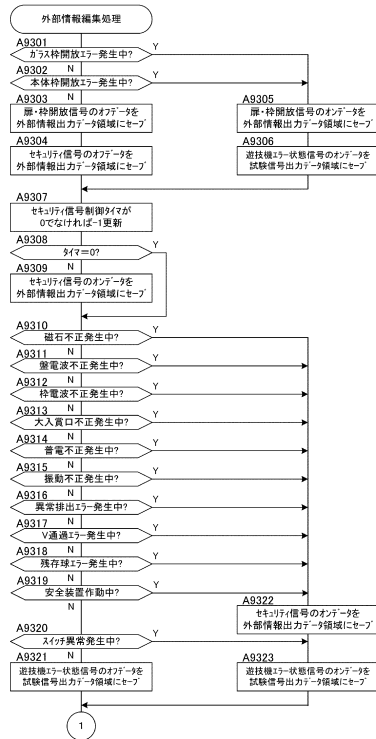 外部情報編集処理
A9301
ガラス枠開放エラー発生中?
Y
A9302
N
本体枠開放エラー発生中?
Y
A9303
N
扉・枠開放信号のオフデータを
外部情報出力データ領域にセーブ
A9305
扉・枠開放信号のオンデータを
外部情報出力データ領域にセーブ
A9304
セキュリティ信号のオフデータを
外部情報出力データ領域にセーブ
A9306
遊技機エラー状態信号のオンデータを
試験信号出力データ領域にセーブ
A9307
セキュリティ信号制御タイマが
0でなければ-1更新
A9308
タイマ=0?
Y
A9309
N
セキュリティ信号のオンデータを
外部情報出力データ領域にセーブ
A9310
磁石不正発生中?
Y
A9311
N
盤電波不正発生中?
Y
A9312
N
枠電波不正発生中?
Y
A9313
N
大入賞口不正発生中?
Y
A9314
N
普電不正発生中?
Y
A9315
N
振動不正発生中?
Y
A9316
N
異常排出エラー発生中?
Y
A9317
N
V通過エラー発生中?
Y
A9318
N
残存球エラー発生中?
Y
A9319
N
安全装置作動中?
Y
N
A9322
セキュリティ信号のオンデータを
外部情報出力データ領域にセーブ
A9320
スイッチ異常発生中?
Y
A9321
N
遊技機エラー状態信号のオフデータを
試験信号出力データ領域にセーブ
A9323
遊技機エラー状態信号のオンデータを
試験信号出力データ領域にセーブ
1